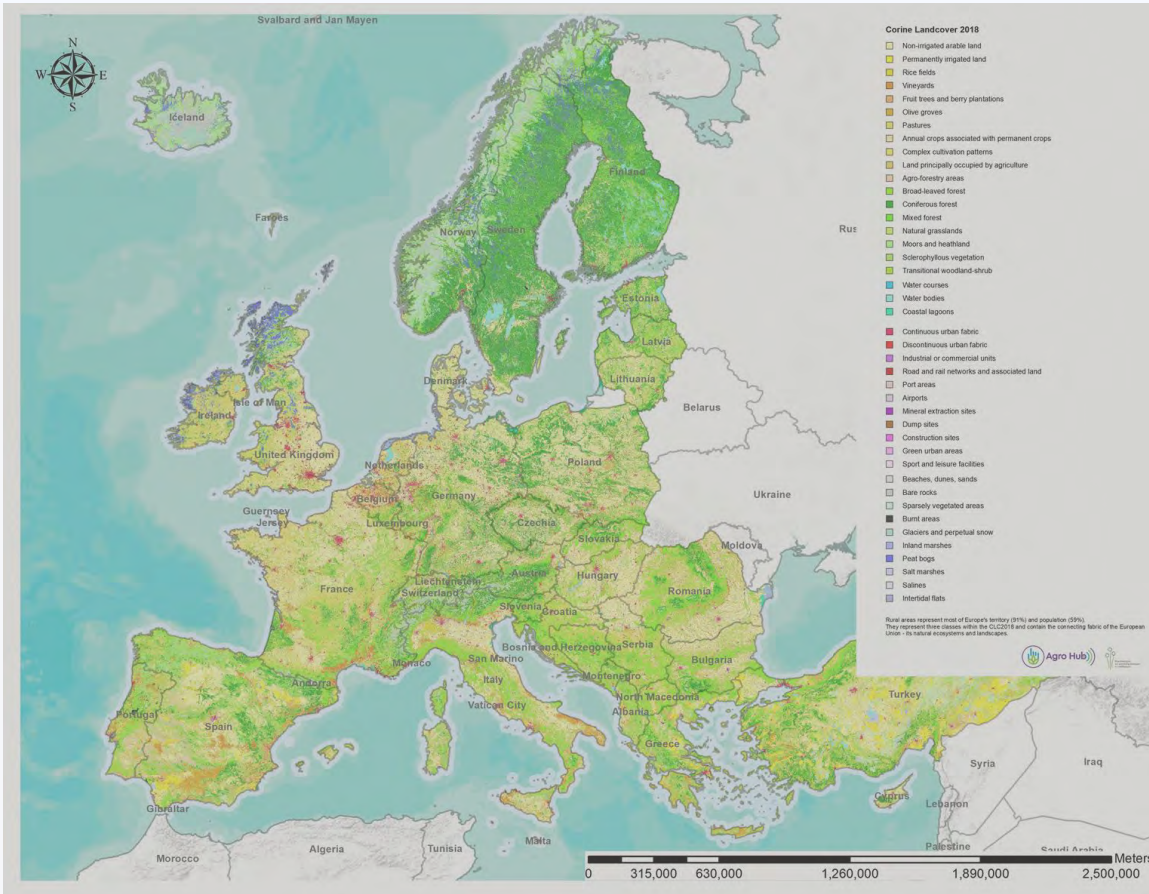 Svalbard and Jan Mayen
N
W E
S
Iceland
Faroes
Norway
Sweden
Finland
Rus
Estonia
Latvia
Lithuania
Denmark
Belarus
Isle of Man
Ireland
United Kingdom
Netherlands
Poland
Belgium
Germany
Guernsey
Jersey
Luxembourg
Czechia
Ukraine
Slovakia
Moldova
France
Liechtenstein
Switzerland
Austria
Hungary
Romania
Slovenia
Croatia
Bosnia and Herzegovina
Serbia
Monaco
San Marino
Bulgaria
Andorra
Italy
Montenegro
North Macedonia
Vatican City
Albania
Portugal
Spain
Greece
Turkey
Gibraltar
Malta
Cyprus
Syria
Iraq
Lebanon
Palestine
Saudi Arabia
Morocco
Algeria
Tunisia
Corine Landcover 2018
Non-irrigated arable land
Permanently irrigated land
Rice fields
Vineyards
Fruit trees and berry plantations
Olive groves
Pastures
Annual crops associated with permanent crops
Complex cultivation patterns
Land principally occupied by agriculture
Agro-forestry areas
Broad-leaved forest
Coniferous forest
Mixed forest
Natural grasslands
Moors and heathland
Sclerophyllous vegetation
Transitional woodland-shrub
Water courses
Water bodies
Coastal lagoons
Continuous urban fabric
Discontinuous urban fabric
Industrial or commercial units
Road and rail networks and associated land
Port areas
Airports
Mineral extraction sites
Dump sites
Construction sites
Green urban areas
Sport and leisure facilities
Beaches, dunes, sands
Bare rocks
Sparsely vegetated areas
Burnt areas
Glaciers and perpetual snow
Inland marshes
Peat bogs
Salt marshes
Salines
Intertidal flats
Rural areas represent most of Europe's territory (91%) and population (59%).
They represent three classes within the CLC2018 and contain the connecting fabric of the European
Union - its natural ecosystems and landscapes.
Agro Hub
Meters
0 315,000 630,000 1,260,000 1,890,000 2,500,000